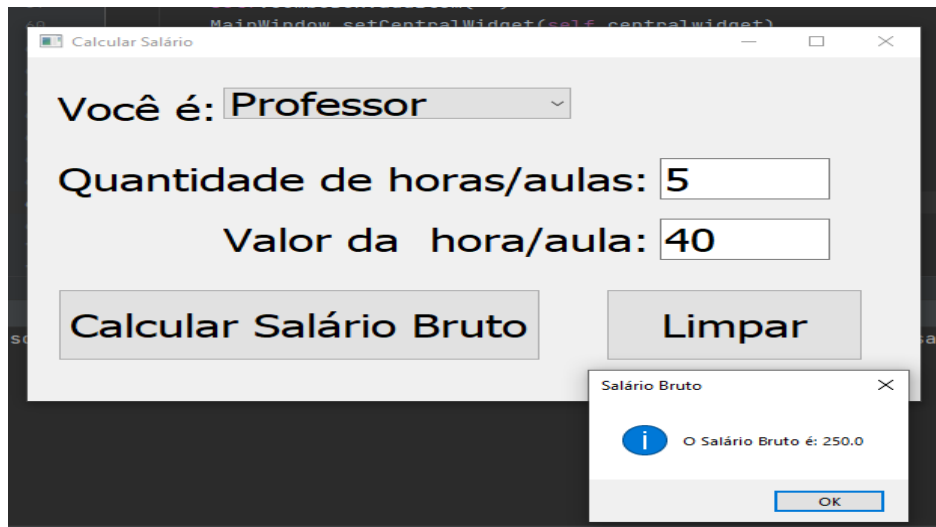 MainWindow.setCentralWidget(self.centralwidget)
Calcular Salário
Você é: Professor
Quantidade de horas/aulas: 5
Valor da hora/aula: 40
Calcular Salário Bruto
Limpar
Salário Bruto
O Salário Bruto é: 250.0
OK